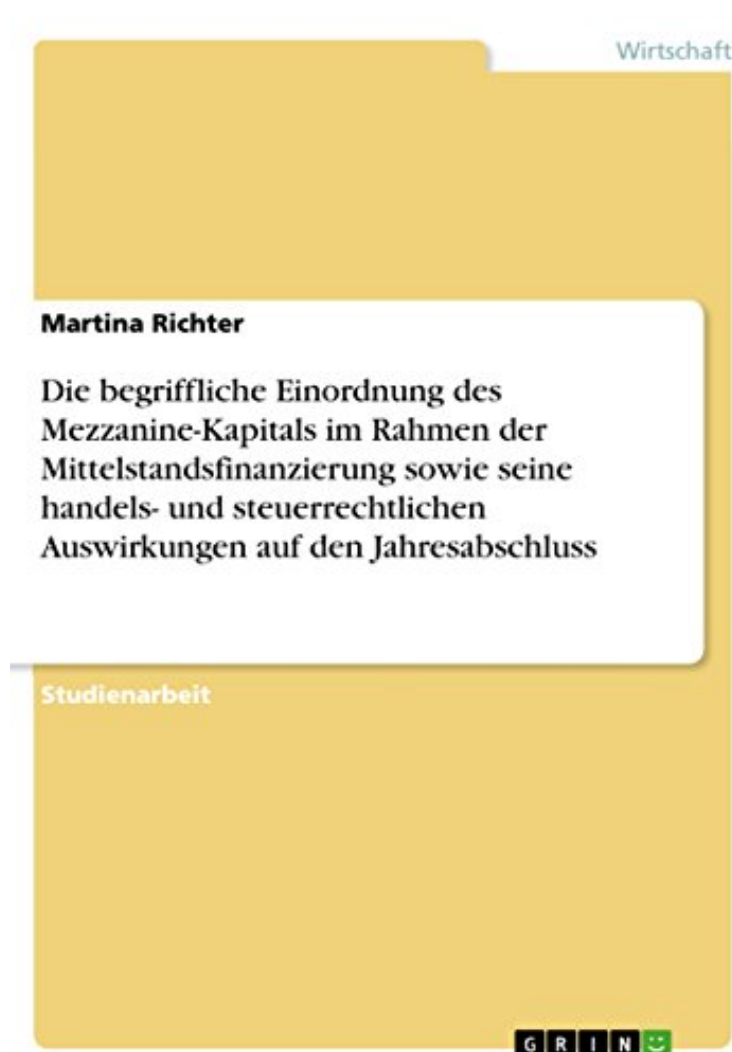 Wirtschaft
Martina Richter
Die begriffliche Einordnung des
Mezzanine-Kapitals im Rahmen der
Mittelstandsfinanzierung sowie seine
handels- und steuerrechtlichen
Auswirkungen auf den Jahresabschluss
Studienarbeit
GRIN